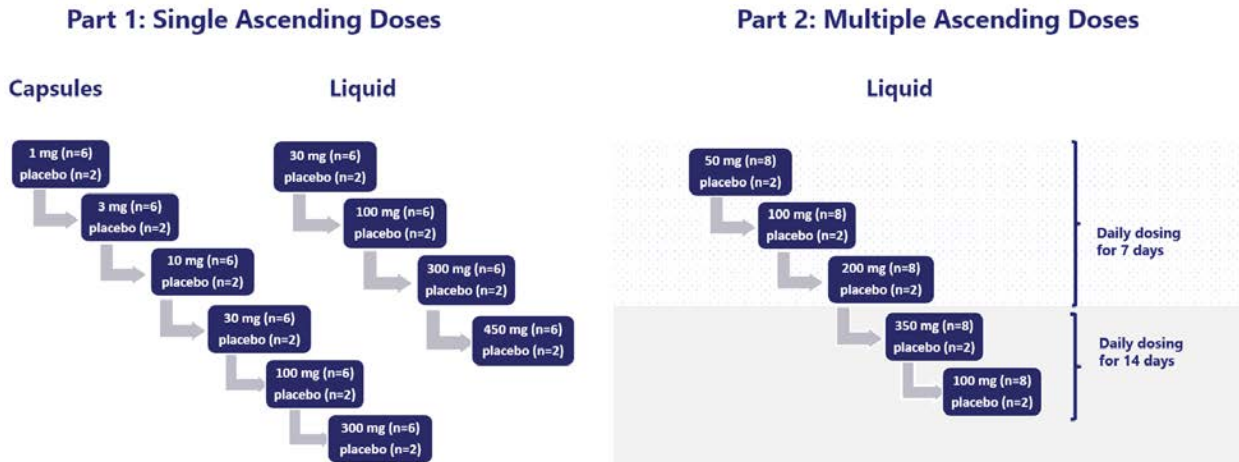 Part 1: Single Ascending Doses
Capsules
1 mg (n=6)
placebo (n=2)
3 mg (n=6)
placebo (n=2)
10 mg (n=6)
placebo (n=2)
30 mg (n=6)
placebo (n=2)
100 mg (n=6)
placebo (n=2)
300 mg (n=6)
placebo (n=2)
Liquid
30 mg (n=6)
placebo (n=2)
100 mg (n=6)
placebo (n=2)
300 mg (n=6)
placebo (n=2)
450 mg (n=6)
placebo (n=2)
Part 2: Multiple Ascending Doses
Liquid
50 mg (n=8)
placebo (n=2)
100 mg (n=8)
placebo (n=2)
200 mg (n=8)
placebo (n=2)
Daily dosing
for 7 days
350 mg (n=8)
placebo (n=2)
100 mg (n=8)
placebo (n=2)
Daily dosing
for 14 days